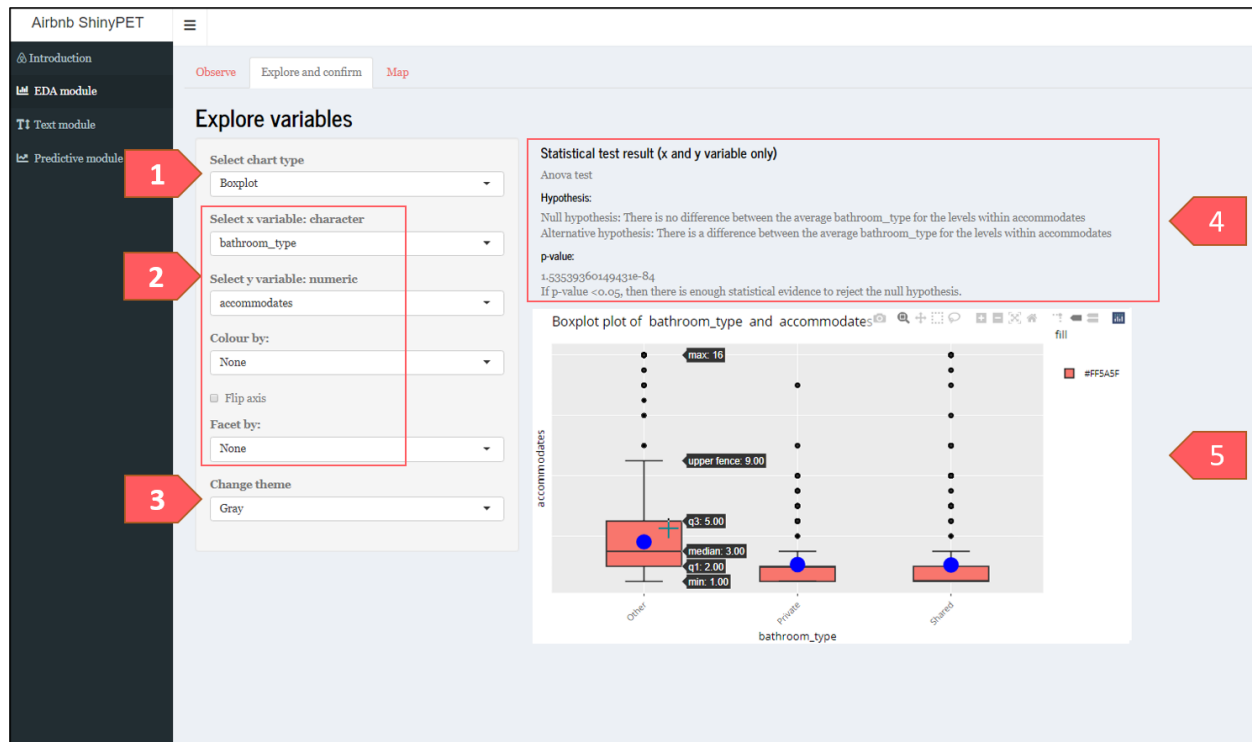 Airbnb ShinyPET
Introduction
EDA module
Text module
Predictive module
Observe
Explore and confirm
Map
Explore variables
1
Select chart type
Boxplot
2
Select x variable: character
bathroom_type
Select y variable: numeric
accommodates
Colour by:
None
Flip axis
Facet by:
None
3
Change theme
Gray
4
Statistical test result (x and y variable only)
Anova test
Hypothesis:
Null hypothesis: There is no difference between the average bathroom_type for the levels within accommodates
Alternative hypothesis: There is a difference between the average bathroom_type for the levels within accommodates
p-value:
1.53539360149431e-84
If p-value <0.05, then there is enough statistical evidence to reject the null hypothesis.
5
Boxplot plot of bathroom_type and accommodates
fill
#FF5A5F
max: 16
upper fence: 9.00
q3: 5.00
median: 3.00
q1: 2.00
min: 1.00
accommodates
Other
Private
Shared
bathroom_type